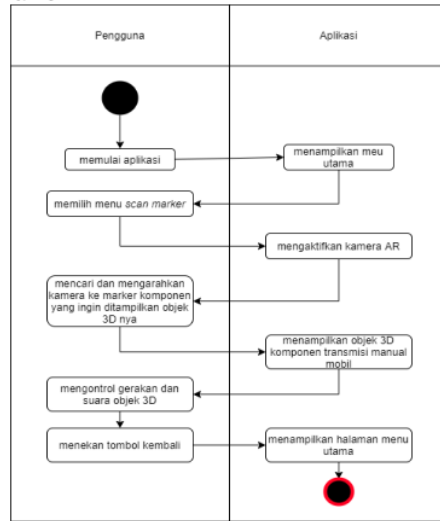 Pengguna
Aplikasi
memulai aplikasi
menampilkan meu
utama
memilih menu scan marker
mengaktifkan kamera AR
mencari dan mengarahkan
kamera ke marker komponen
yang ingin ditampilkan objek
3D nya
menampilkan objek 3D
komponen transmisi manual
mobil
mengontrol gerakan dan
suara objek 3D
menekan tombol kembali
menampilkan halaman menu
utama